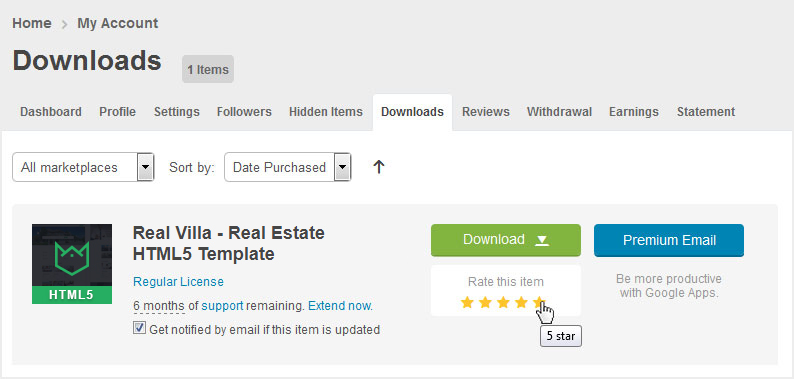 Home > My Account
Downloads 1 Items
Dashboard Profile Settings Followers Hidden Items Downloads Reviews Withdrawal Earnings Statement
All marketplaces Sort by: Date Purchased
Real Villa - Real Estate
HTML5 Template
HTML5
Regular License
6 months of support remaining. Extend now.
Get notified by email if this item is updated
Download
Rate this item
5 star
Premium Email
Be more productive
with Google Apps.